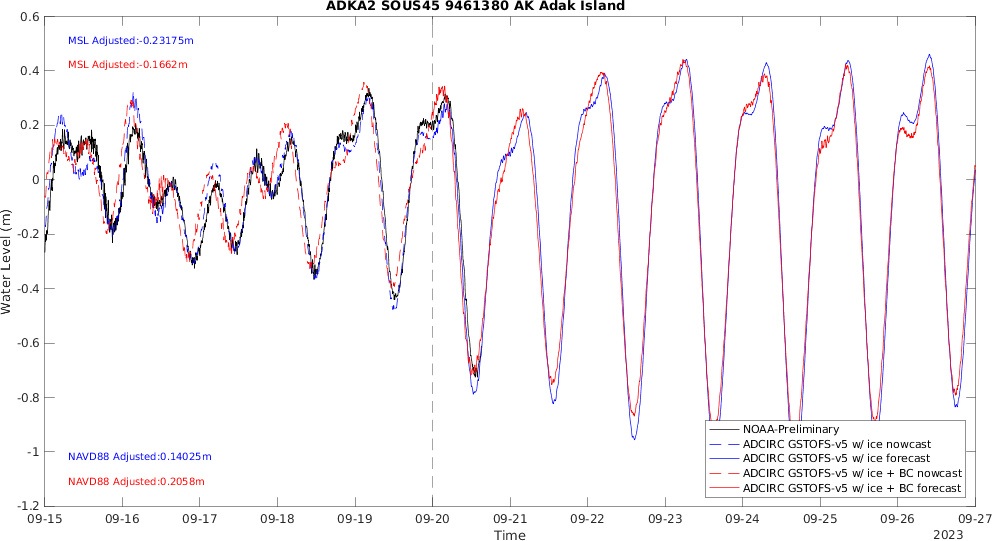 ADKA2 SOUS45 9461380 AK Adak Island
0.6
0.4
0.2
0
-0.2
-0.4
-0.6
-0.8
-1
-1.2
Water Level (m)
MSL Adjusted:-0.23175m
MSL Adjusted:-0.1662m
NAVD88 Adjusted:0.14025m
NAVD88 Adjusted:0.2058m
NOAA-Preliminary
ADCIRC GSTOFS-v5 w/ ice nowcast
ADCIRC GSTOFS-v5 w/ ice forecast
ADCIRC GSTOFS-v5 w/ ice + BC nowcast
ADCIRC GSTOFS-v5 w/ ice + BC forecast
09-15 09-16 09-17 09-18 09-19 09-20 09-21 09-22 09-23 09-24 09-25 09-26 09-27
Time
2023